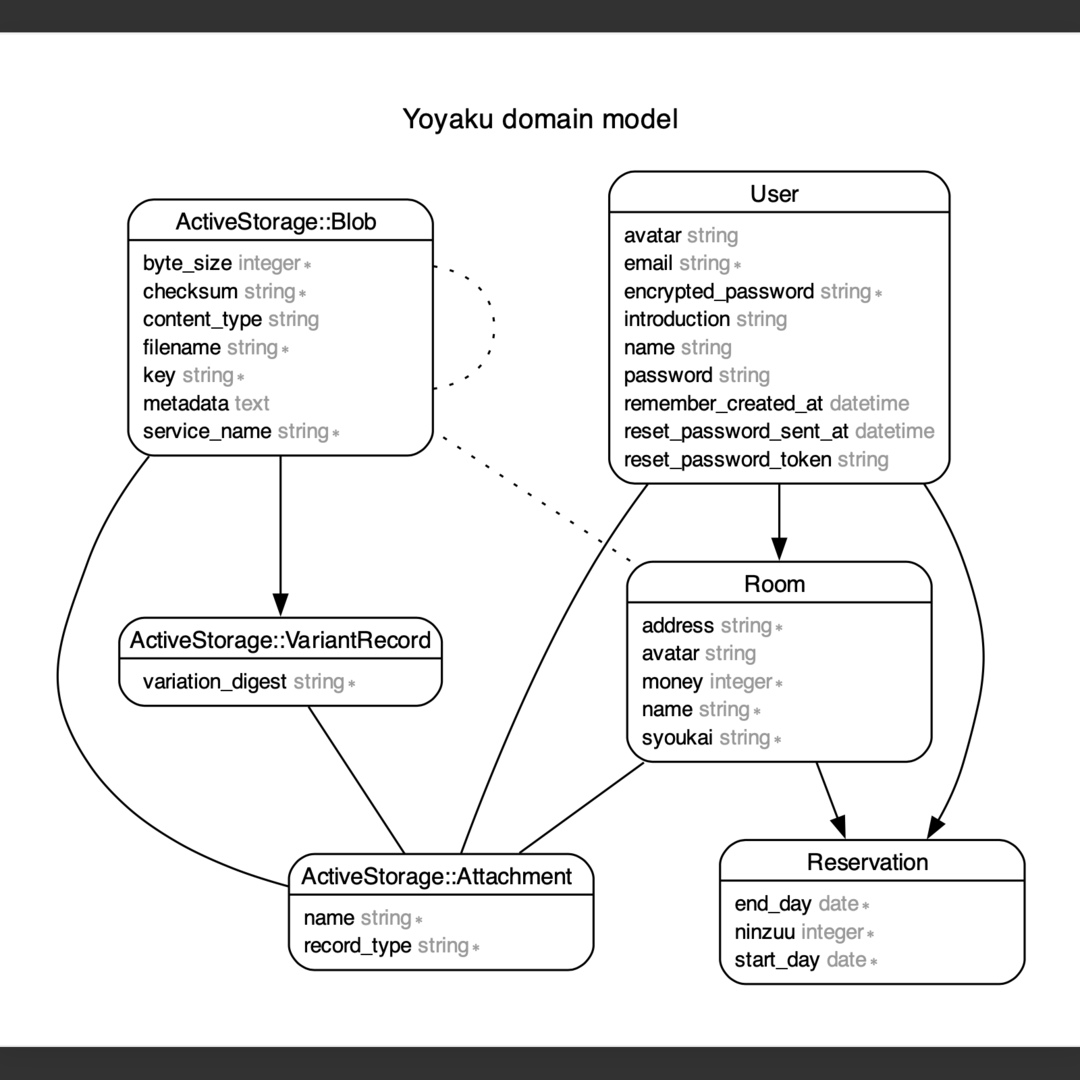 Yoyaku domain model
ActiveStorage::Blob
byte_size integer *
checksum string *
content_type string
filename string *
key string *
metadata text
service_name string *
User
avatar string
email string *
encrypted_password string *
introduction string
name string
password string
remember_created_at datetime
reset_password_sent_at datetime
reset_password_token string
ActiveStorage::VariantRecord
variation_digest string *
Room
address string *
avatar string
money integer *
name string *
syoukai string *
ActiveStorage::Attachment
name string *
record_type string *
Reservation
end_day date *
ninzuu integer *
start_day date *